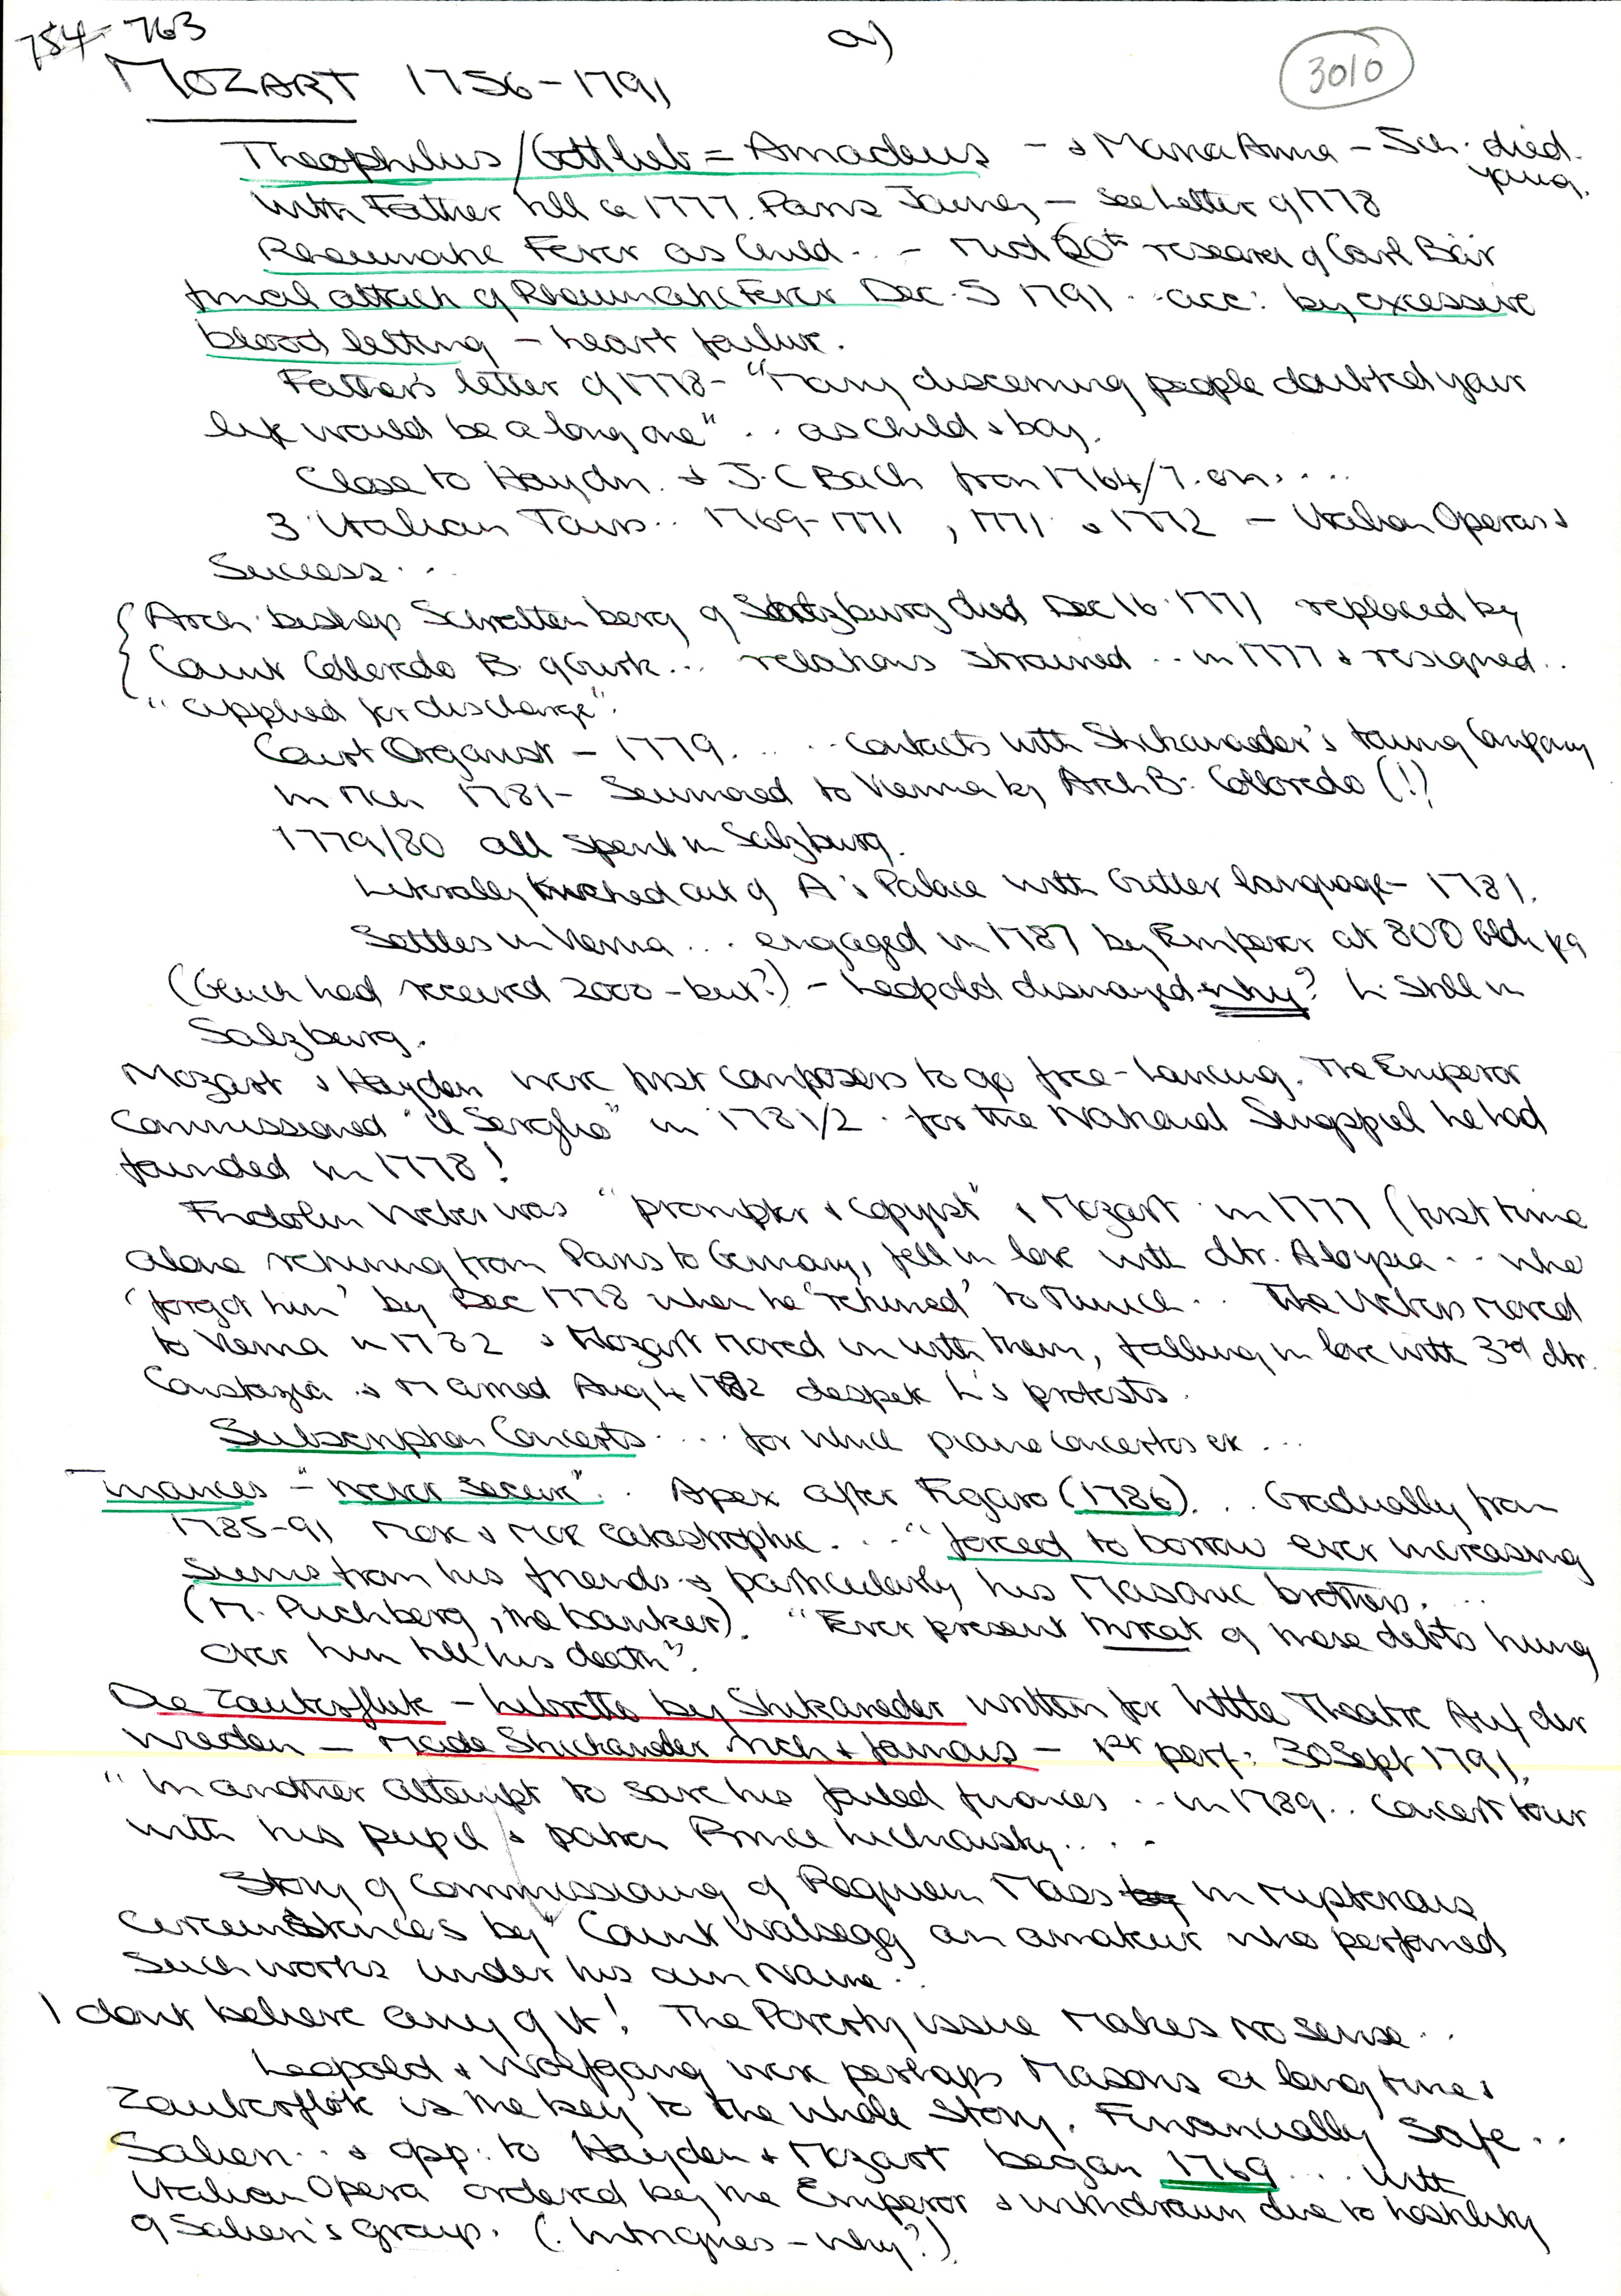 754-763
a)
3010
MOZART 1756-1791
Theophilus/Gottlieb = Amadeus - & Maria Anna - 5 ch. died
young.
with Father till ca 1777. Paris Journey - see letter of 1778
Rheumatic Fever as Child... - mid 20th research of Carl Bär
final attack of Rheumatic Fever Dec. 5 1791.. acc: by excessive
blood letting - heart failure.
Father's letter of 1778 - "Many discerning people doubted your
life would be a long one" .. as child & boy.
Close to Haydn. & J.C Bach from 1764/7. on....
3 Italian Tours.. 1769-1771, 1771 & 1772 - Italian Operas &
Success...
Arch.bishop Schrattenberg of Salzburg died Dec 16. 1771 replaced by
Count Colleredo B. of Gurk... relations strained .. in 1777 & resigned..
"applied for discharge".
Court Organist - 1779. .... contacts with Shikaneder's touring Company
In Mch 1781 - Summoned to Vienna by Arch B: Colloredo (!)
1779/80 all spent in Salzburg.
Literally kicked out of A's Palace with Gutter language - 1781.
Settles in Vienna ... engaged in 1787 by Emperor at 800 Gldn pa
(Gluck had received 2000 - but?) - Leopold dismayed why? L. still in
Salzburg.
Mozart & Hayden were first composers to go free-lancing. The Emperor
Commissioned "Il Seraglio" in 1781/2. for the National Singspiel he had
founded in 1778!
Fridolin Weber was "prompter & copyist" & Mozart in 1777 (first time
alone returning from Paris to Germany, fell in love with dtr. Aloysia .. who
'forgot him' by Dec 1778 when he 'returned' to Munich.. The Webers moved
to Vienna in 1782 & Mozart moved in with them, falling in love with 3rd dtr.
Constazia & Married Aug 4 1782 despite L's protests.
Subscription Concerts.... for which piano concertos etc...
Finances - "never secure".. Apex after Figaro (1786)... Gradually from
1785-91 more & more catastrophic. .. "forced to borrow ever increasing
sums from his friends & particularly his Masonic brothers. ...
(M. Puchberg, the banker). "Ever present threat of these debts hung
over him till his death".
Die Zauberflute - Libretto by Shikaneder written for little Theatre Auf der
Wieden - Made Shickander rich & famous - 1st perf: 30 Sept 1791.
"In another attempt to save his failed finances .. in 1789.. Concert tour
with his pupil & patron Prince Lichnowsky....
Story of commissioning of Requiem Mass by in mysterious
circumstances by "Count Walsegg an amateur who performed
such works under his own name..
I don't believe any of it! The Poverty issue makes no sense..
Leopold & Wolfgang were perhaps Masons a long time &
Zauberflöte is the key to the whole story. Financially safe..
Salieri.. & opp: to Hayden & Mozart began 1769... with
Italian Opera ordered by the Emperor & withdrawn due to hostility
of Salieri's group. (. Intrigues - why?).